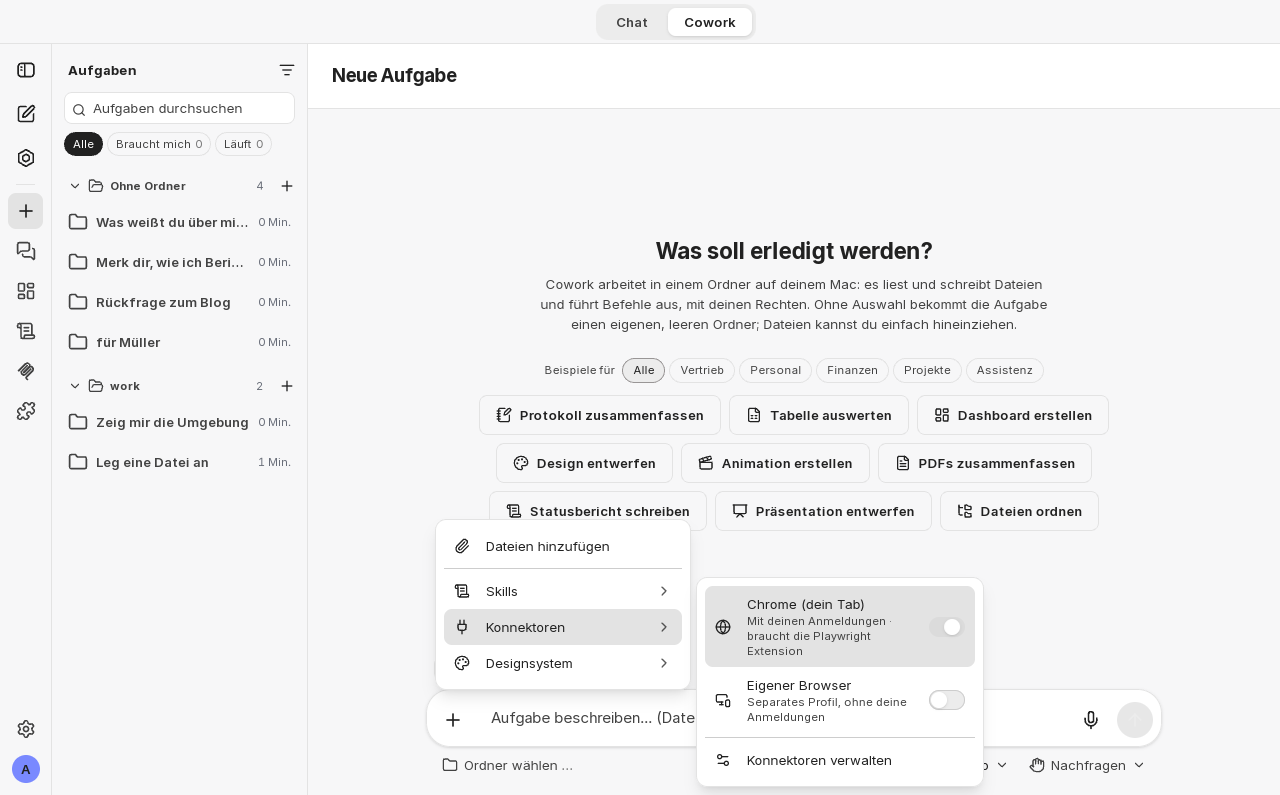 Chat
Cowork
Aufgaben
Neue Aufgabe
Aufgaben durchsuchen
Alle
Braucht mich 0
Läuft 0
Ohne Ordner 4
Was weißt du über mi… 0 Min.
Merk dir, wie ich Beri… 0 Min.
Rückfrage zum Blog 0 Min.
für Müller 0 Min.
work 2
Zeig mir die Umgebung 0 Min.
Leg eine Datei an 1 Min.
A
Was soll erledigt werden?
Cowork arbeitet in einem Ordner auf deinem Mac: es liest und schreibt Dateien
und führt Befehle aus, mit deinen Rechten. Ohne Auswahl bekommt die Aufgabe
einen eigenen, leeren Ordner; Dateien kannst du einfach hineinziehen.
Beispiele für Alle Vertrieb Personal Finanzen Projekte Assistenz
Protokoll zusammenfassen Tabelle auswerten Dashboard erstellen
Design entwerfen Animation erstellen PDFs zusammenfassen
Statusbericht schreiben Präsentation entwerfen Dateien ordnen
Dateien hinzufügen
Skills
Konnektoren
Designsystem
Chrome (dein Tab)
Mit deinen Anmeldungen ·
braucht die Playwright
Extension
Eigener Browser
Separates Profil, ohne deine
Anmeldungen
Konnektoren verwalten
Aufgabe beschreiben… (Date
Ordner wählen …
Nachfragen